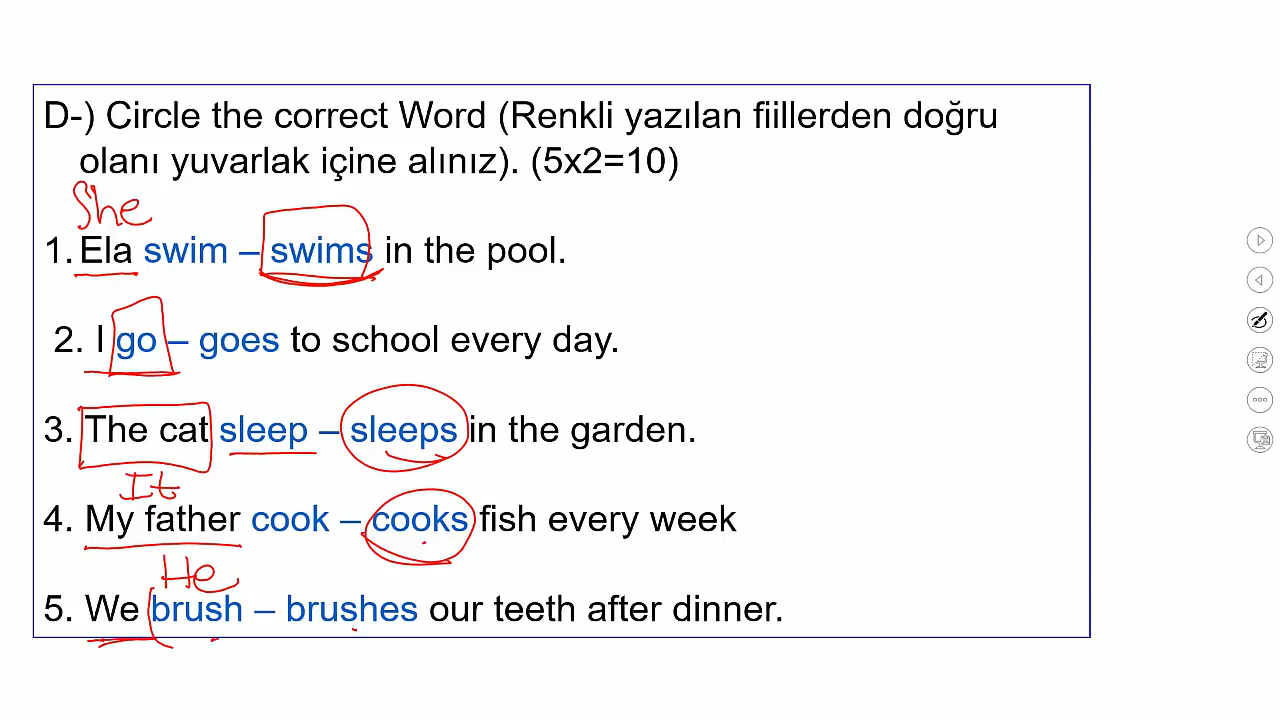 D-) Circle the correct Word (Renkli yazılan fiillerden doğru
olanı yuvarlak içine alınız). (5x2=10)
She
1. Ela swim – swims in the pool.
2. I go – goes to school every day.
3. The cat sleep – sleeps in the garden.
It
4. My father cook – cooks fish every week
He
5. We brush – brushes our teeth after dinner.